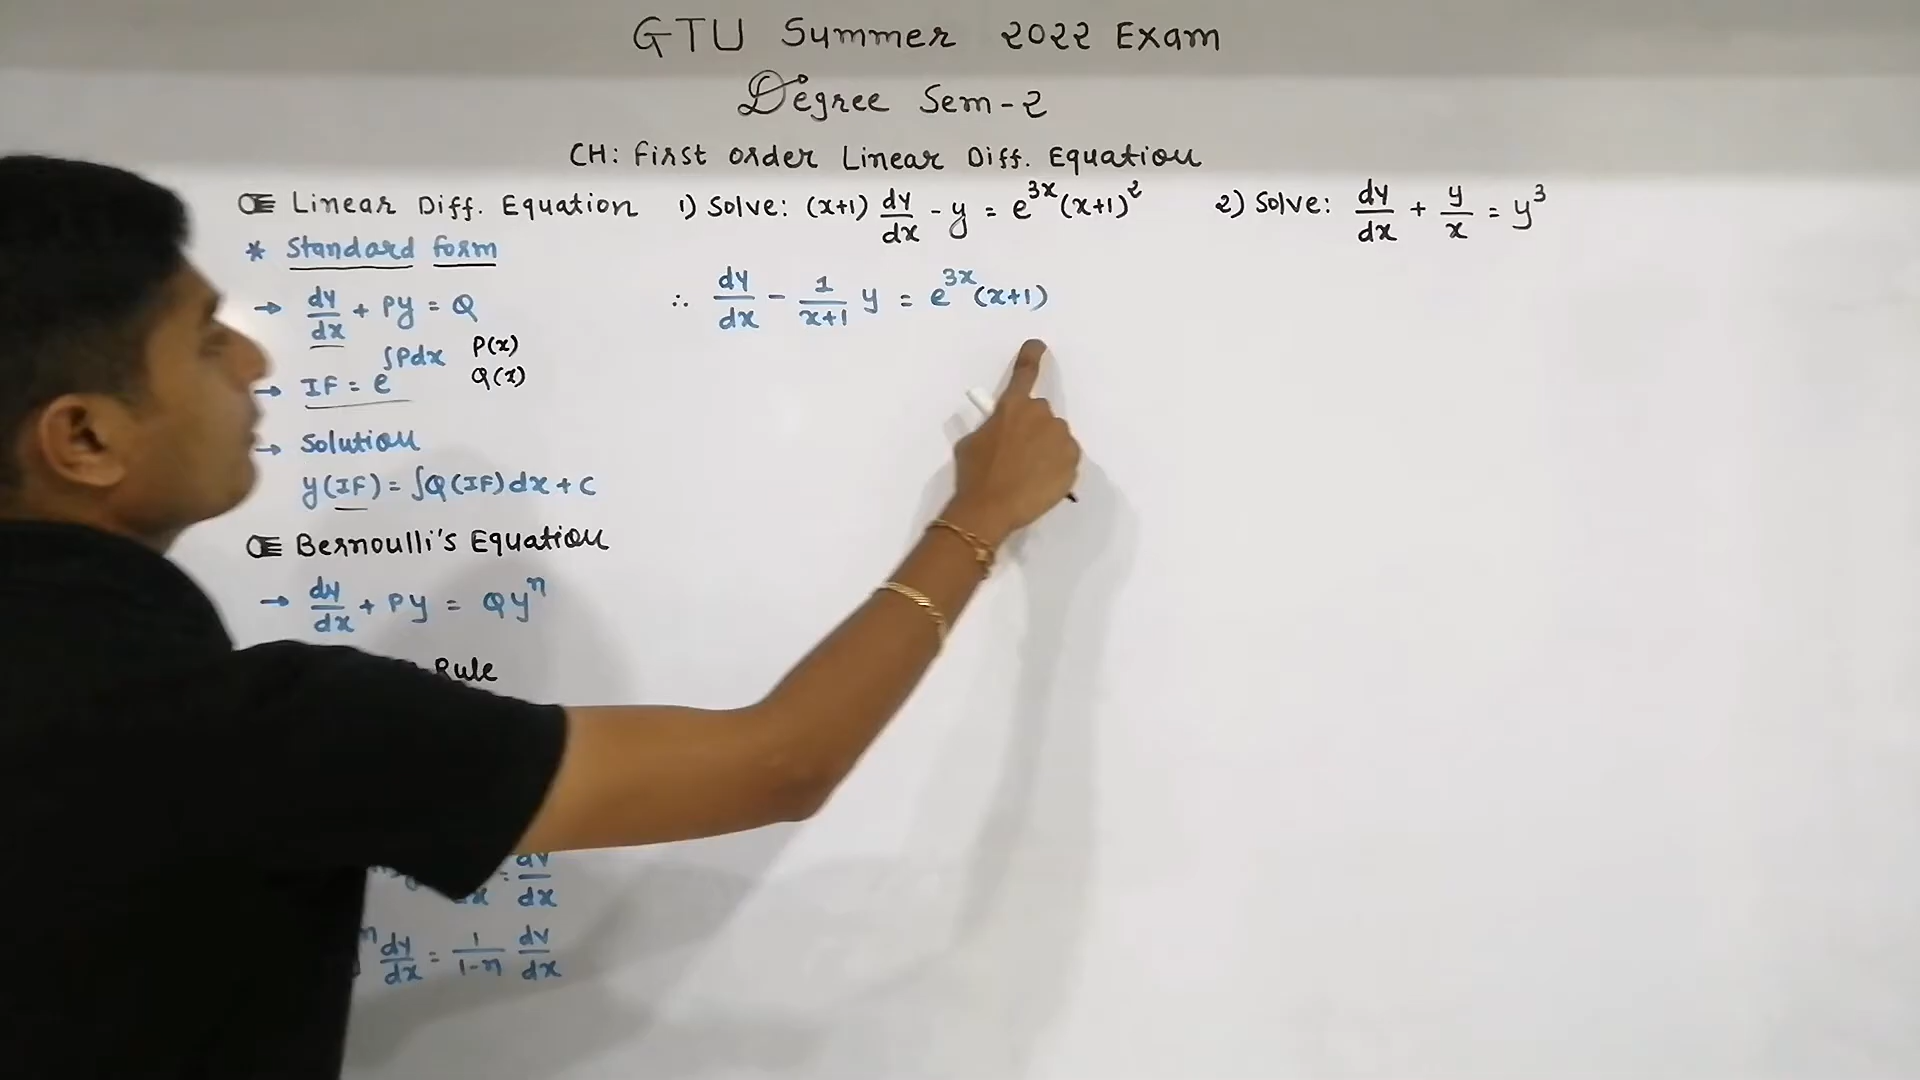 GTU Summer 2022 Exam
Degree Sem-2
CH: First order Linear Diff. Equation
Linear Diff. Equation
* Standard form
→ dy/dx + Py = Q
→ IF = e^∫Pdx
P(x)
Q(x)
→ Solution
y(IF) = ∫Q(IF)dx + C
Bernoulli's Equation
→ dy/dx + Py = Qy^n
Rule
= dv/dx
dy/dx = 1/1-n dv/dx
1) Solve: (x+1) dy/dx - y = e^3x (x+1)^2
∴ dy/dx - 1/x+1 y = e^3x (x+1)
2) Solve: dy/dx + y/x = y^3